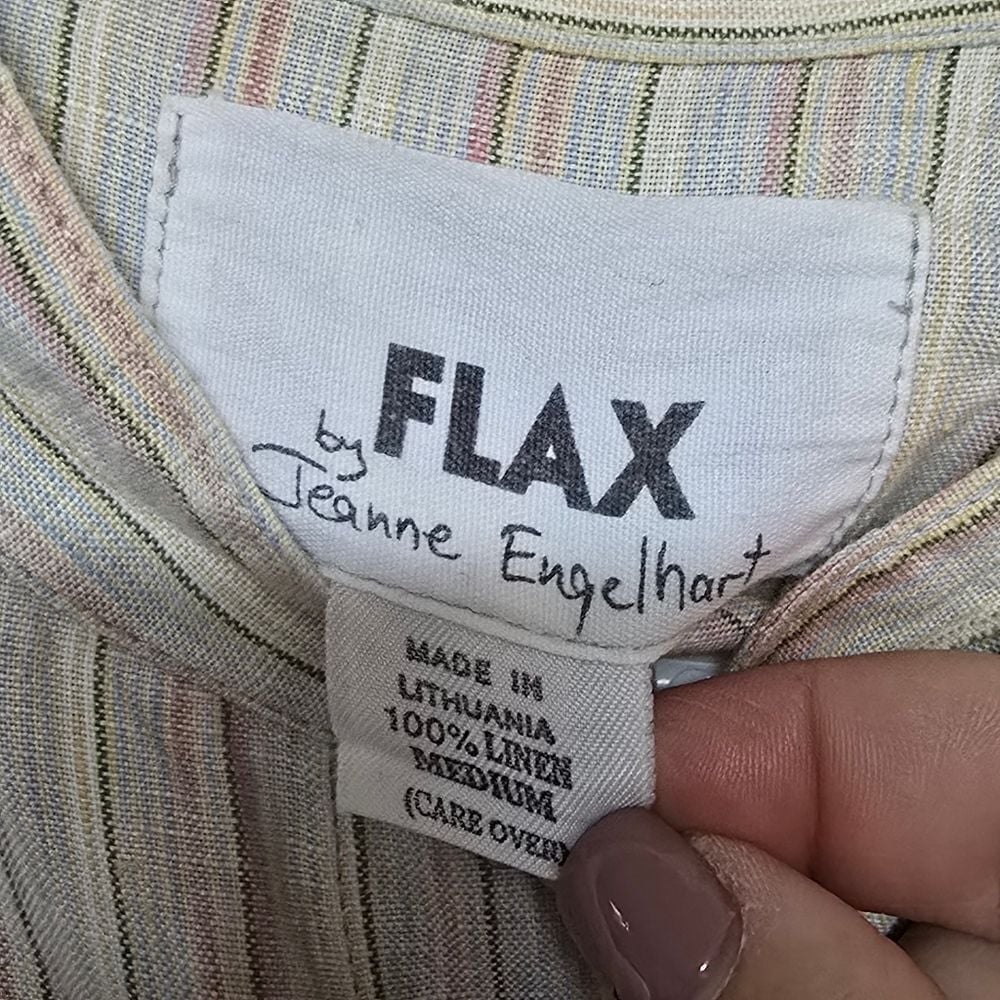 FLAX
by
Jeanne Engelhart
MADE IN
LITHUANIA
100% LINEN
MEDIUM
(CARE OVER)